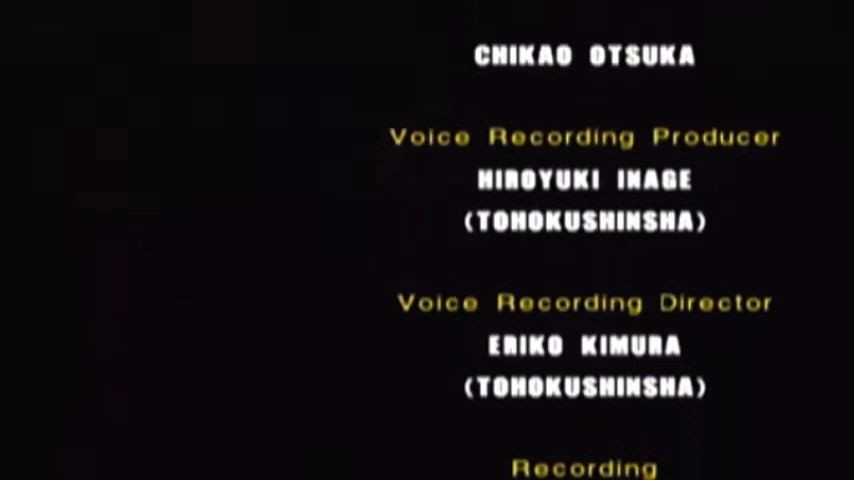 CHIKAO OTSUKA
Voice Recording Producer
HIROYUKI INAGE
(TOHOKUSHINSHA)
Voice Recording Director
ERIKO KIMURA
(TOHOKUSHINSHA)
Recording